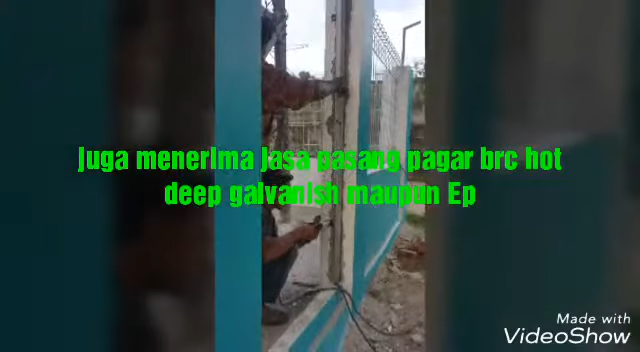 Juga menerima jasa pasang pagar brc hot
deep galvanish maupun Ep
Made with
VideoShow